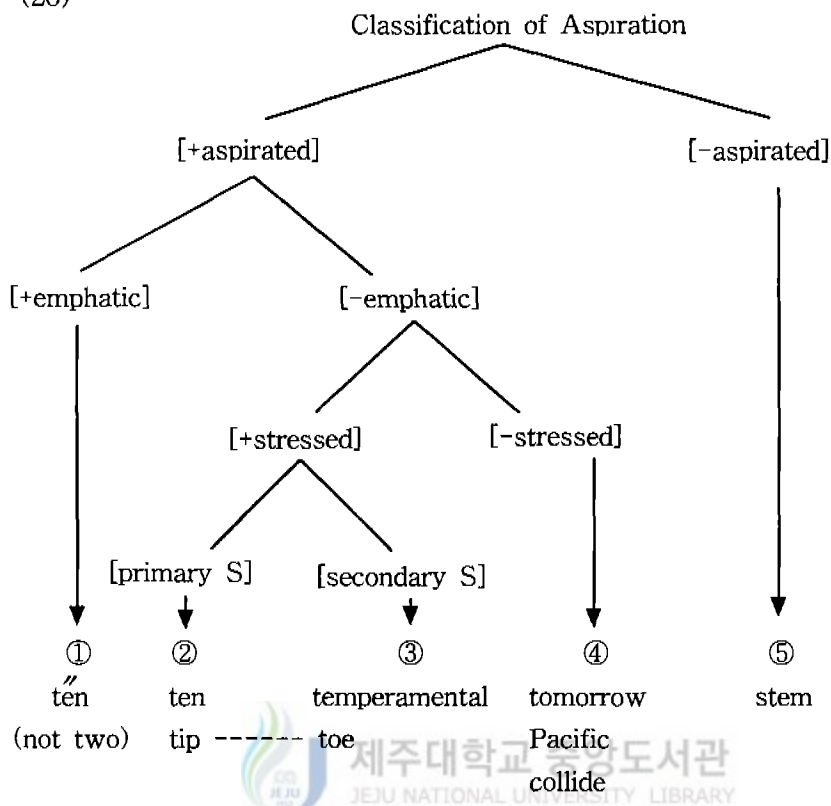 (26)
Classification of Aspiration
[+aspirated] [-aspirated]
[+emphatic] [-emphatic]
[+stressed] [-stressed]
[primary S] [secondary S]
① ② ③ ④ ⑤
tẽn ten temperamental tomorrow stem
(not two) tip ------ toe Pacific
collide
제주대학교 중앙도서관
JEJU NATIONAL UNIVERSITY LIBRARY
JEJU